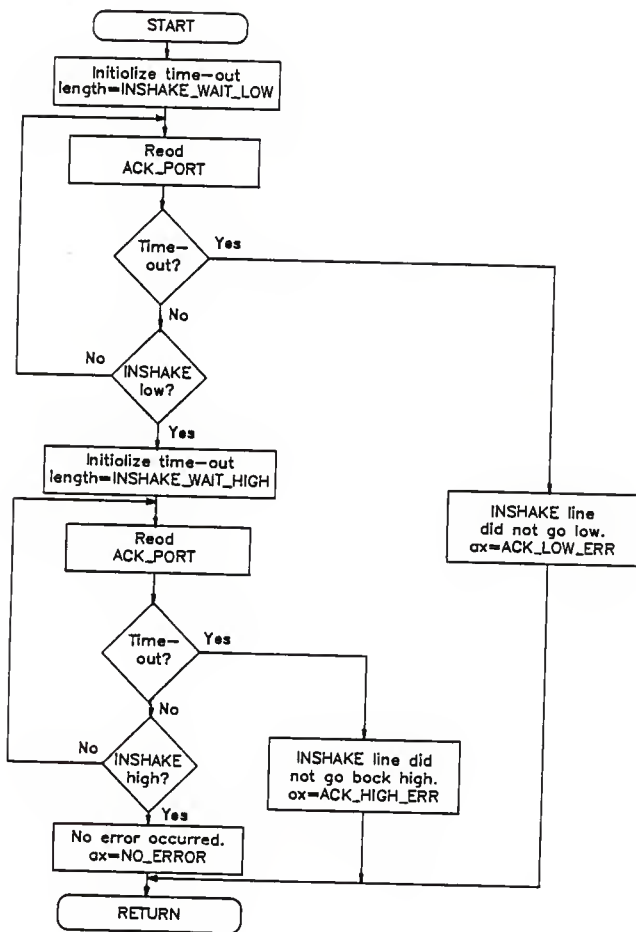 START
Initiolize time-out
length=INSHAKE_WAIT_LOW
Reod
ACK_PORT
Time-
out?
Yes
No
No
INSHAKE
low?
Yes
Initiolize time-out
length=INSHAKE_WAIT_HIGH
Reod
ACK_PORT
INSHAKE line
did not go low.
ax=ACK_LOW_ERR
Time-
out?
Yes
No
No
INSHAKE
high?
INSHAKE line did
not go bock high.
ox=ACK_HIGH_ERR
Yes
No error occurred.
ax=NO_ERROR
RETURN